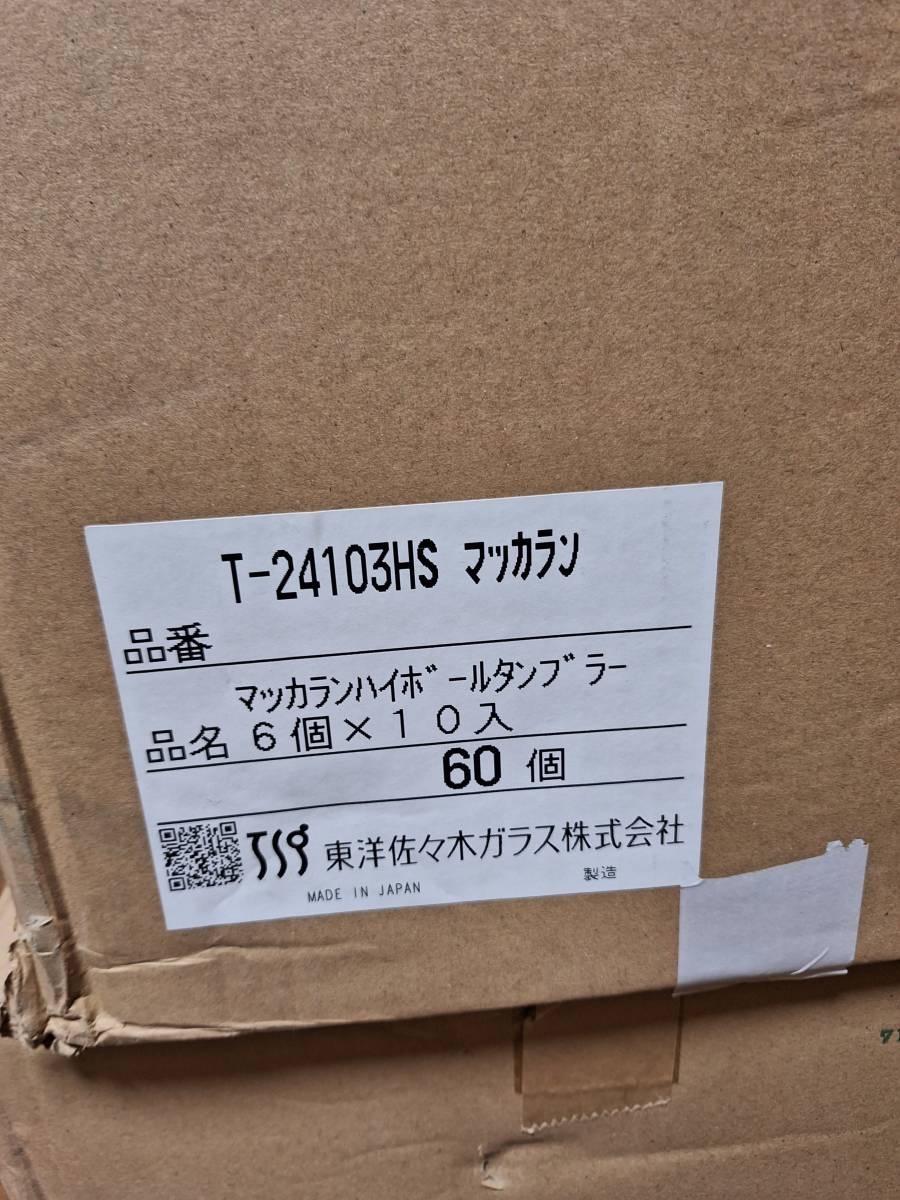 T-24103HS ﾏｯｶﾗﾝ
品番
ﾏｯｶﾗﾝﾊｲﾎﾞｰﾙﾀﾝﾌﾞﾗｰ
品名 6個×10入
60 個
TSG 東洋佐々木ガラス株式会社
MADE IN JAPAN 製造